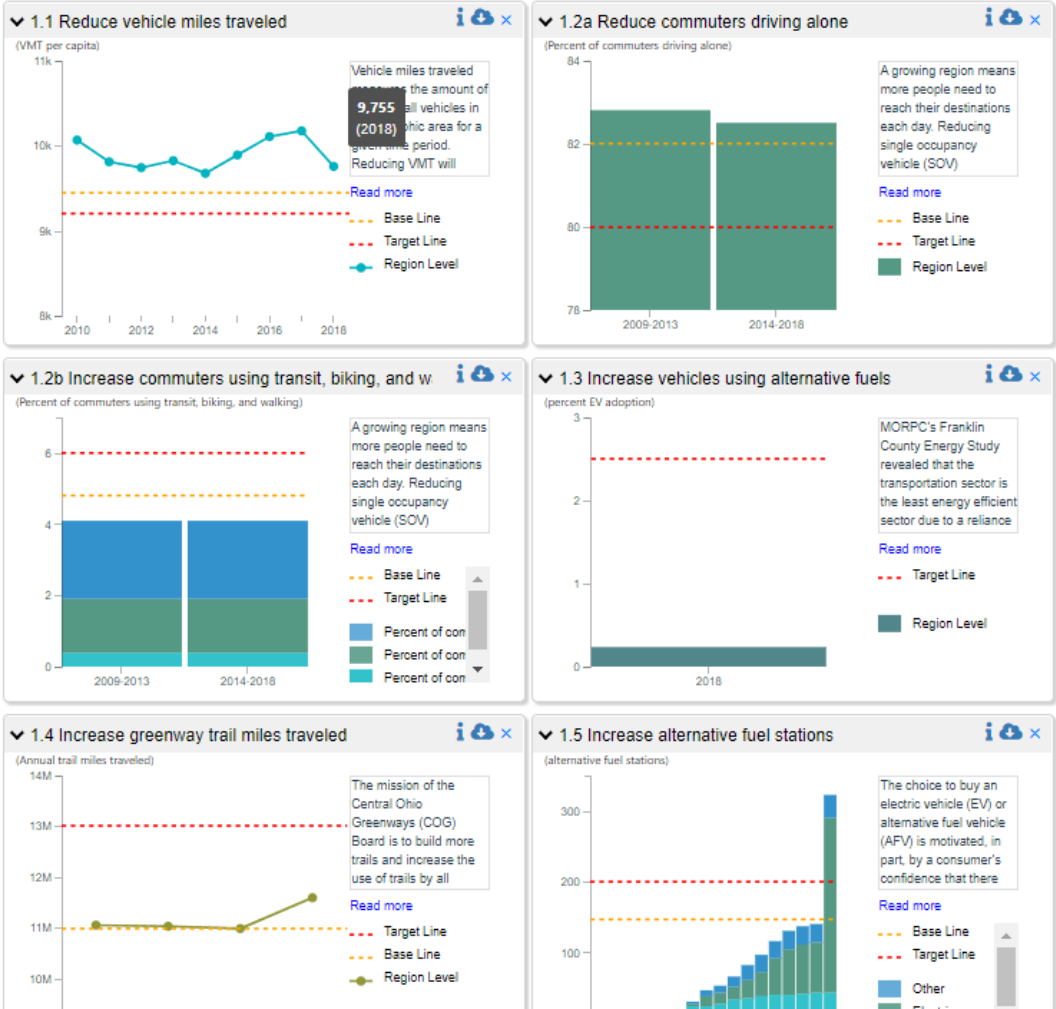 1.1 Reduce vehicle miles traveled
(VMT per capita)
11k
10k
9k
8k
2010
2012
2014
2016
2018
9,755
(2018)
Vehicle miles traveled
the amount of
all vehicles in
area for a
given time period.
Reducing VMT will
Read more
Base Line
Target Line
Region Level
1.2a Reduce commuters driving alone
(Percent of commuters driving alone)
84
82
80
78
2009-2013
2014-2018
A growing region means
more people need to
reach their destinations
each day. Reducing
single occupancy
vehicle (SOV)
Read more
Base Line
Target Line
Region Level
1.2b Increase commuters using transit, biking, and w
(Percent of commuters using transit, biking, and walking)
6
4
2
0
2009-2013
2014-2018
A growing region means
more people need to
reach their destinations
each day. Reducing
single occupancy
vehicle (SOV)
Read more
Base Line
Target Line
Percent of com
Percent of com
Percent of com
1.3 Increase vehicles using alternative fuels
(percent EV adoption)
3
2
1
0
2018
MORPC's Franklin
County Energy Study
revealed that the
transportation sector is
the least energy efficient
sector due to a reliance
Read more
Target Line
Region Level
1.4 Increase greenway trail miles traveled
(Annual trail miles traveled)
14M
13M
12M
11M
10M
The mission of the
Central Ohio
Greenways (COG)
Board is to build more
trails and increase the
use of trails by all
Read more
Target Line
Base Line
Region Level
1.5 Increase alternative fuel stations
(alternative fuel stations)
300
200
100
The choice to buy an
electric vehicle (EV) or
alternative fuel vehicle
(AFV) is motivated, in
part, by a consumer's
confidence that there
Read more
Base Line
Target Line
Other